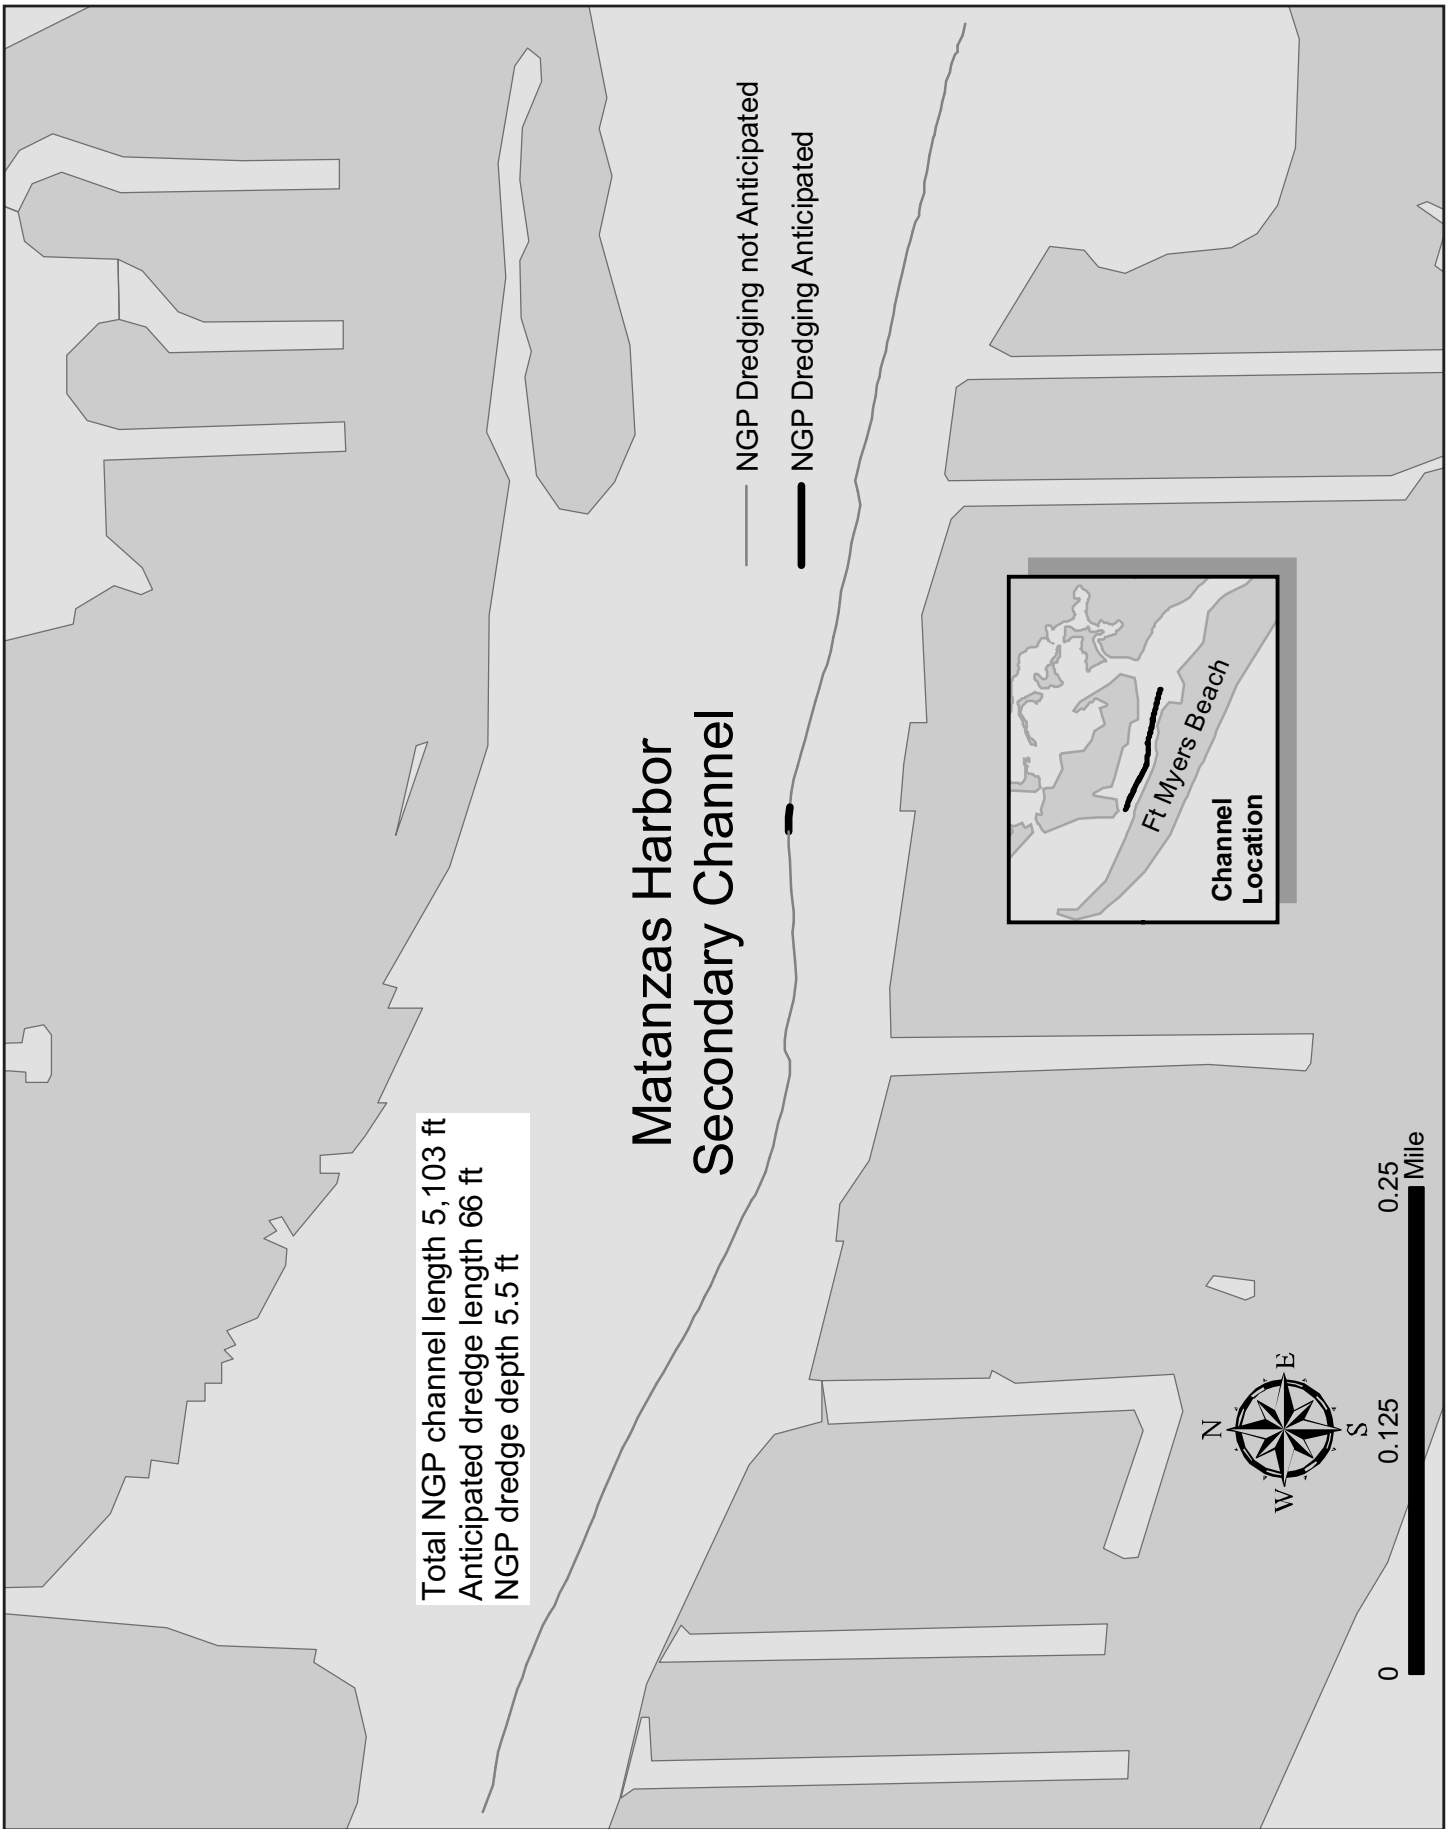 Total NGP channel length 5,103 ft
Anticipated dredge length 66 ft
NGP dredge depth 5.5 ft
Matanzas Harbor
Secondary Channel
NGP Dredging not Anticipated
NGP Dredging Anticipated
Ft Myers Beach
Channel
Location
N
W
E
S
0
0.125
0.25
Mile